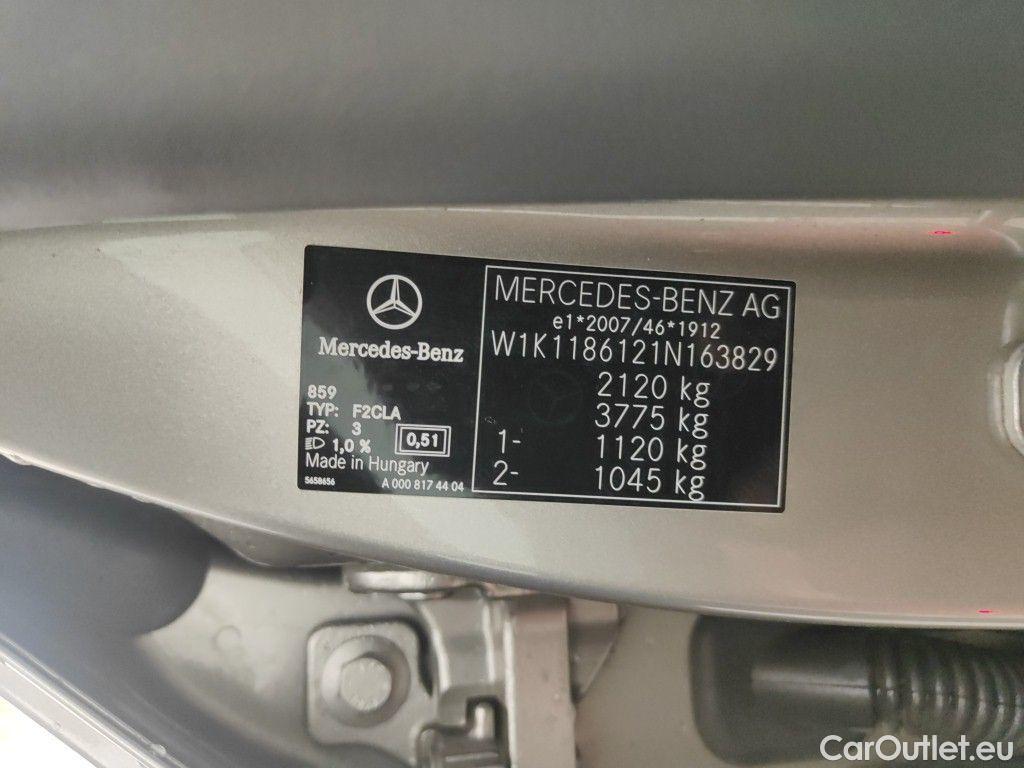 Mercedes-Benz
859
TYP: F2CLA
PZ: 3
1,0 % 0,51
Made in Hungary
5658656 A 000 817 44 04
MERCEDES-BENZ AG
e1*2007/46*1912
W1K1186121N163829
2120 kg
3775 kg
1- 1120 kg
2- 1045 kg
CarOutlet.eu